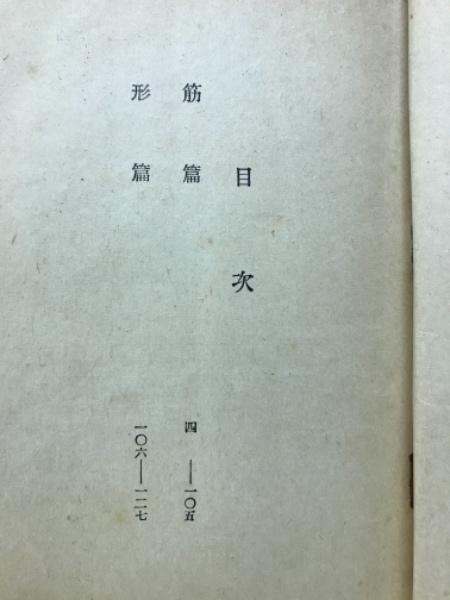 目次
筋篇 四―一〇五
形篇 一〇六―一二七